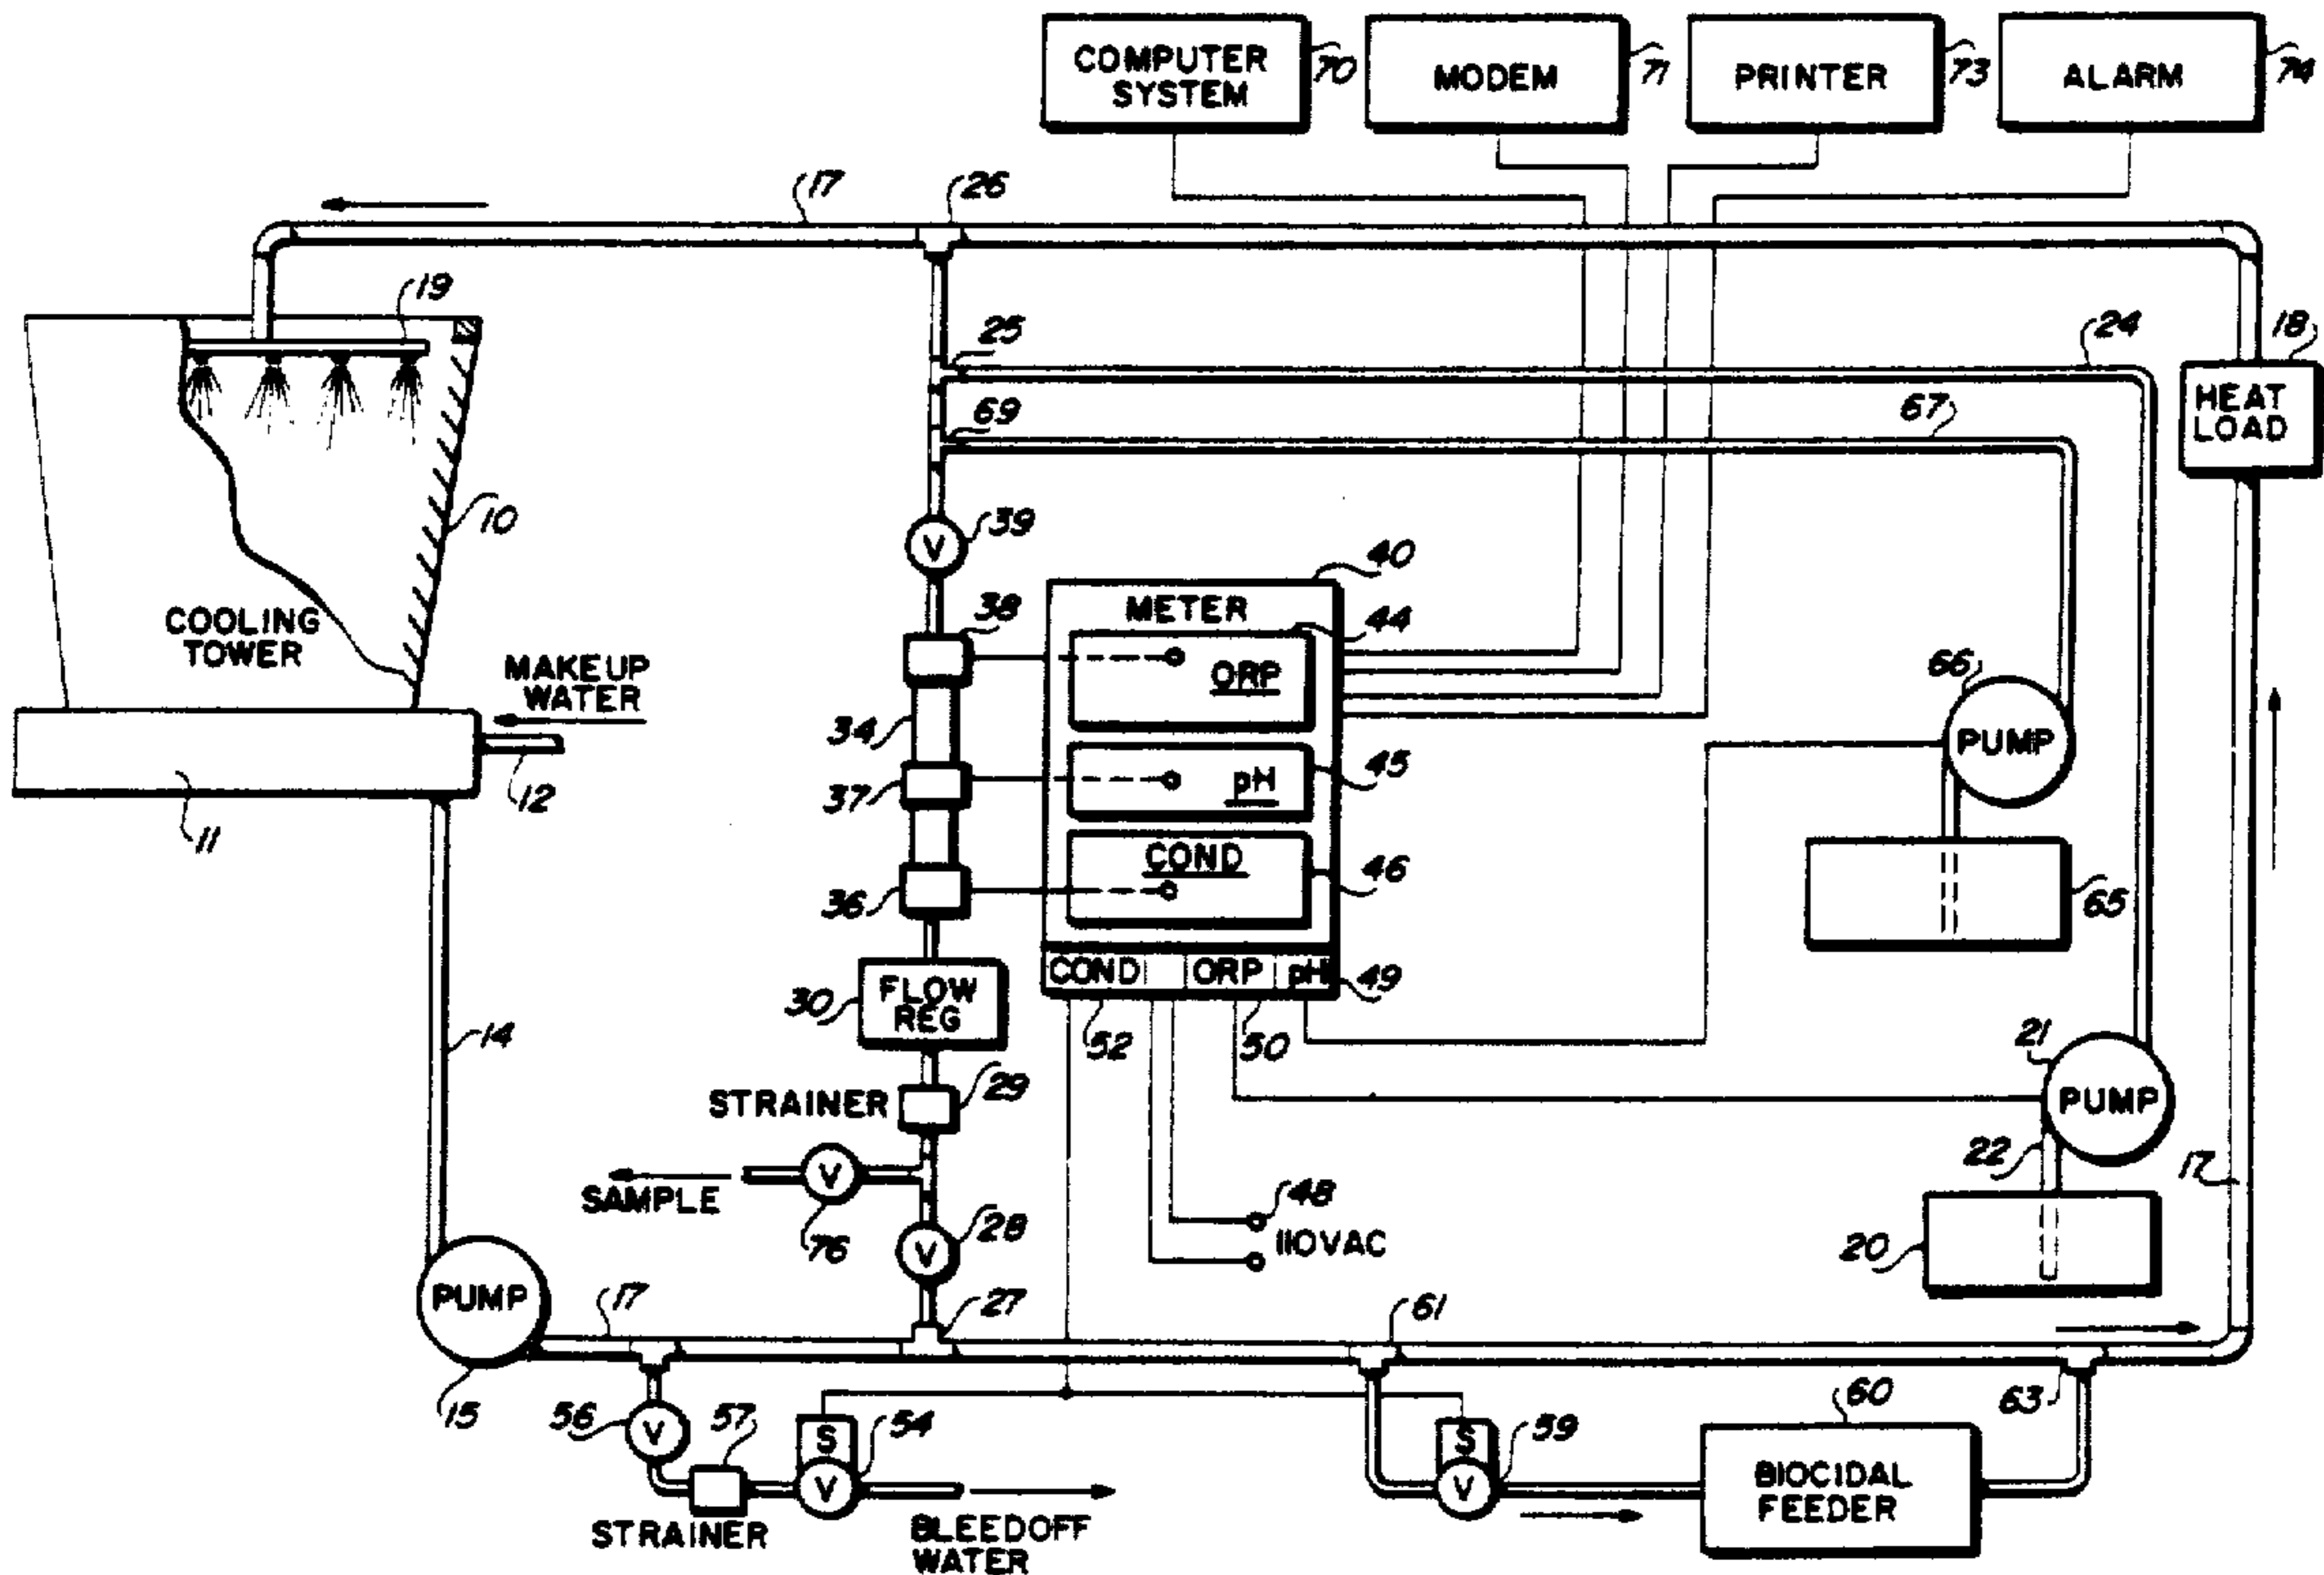 COMPUTER
SYSTEM
70
MODEM
71
PRINTER
73
ALARM
74
17
26
19
25
24
18
HEAT
LOAD
69
67
10
39
40
COOLING
TOWER
38
METER
44
ORP
MAKEUP
WATER
66
PUMP
34
pH
45
37
12
11
COND
46
36
65
COND ORP pH
49
30
FLOW
REG
14
52
50
21
PUMP
STRAINER
29
22
17
SAMPLE
V
76
48
110VAC
28
V
20
PUMP
17
27
61
15
56
V
57
S
V
54
S
V
59
60
63
BIOCIDAL
FEEDER
STRAINER
BLEEDOFF
WATER
V